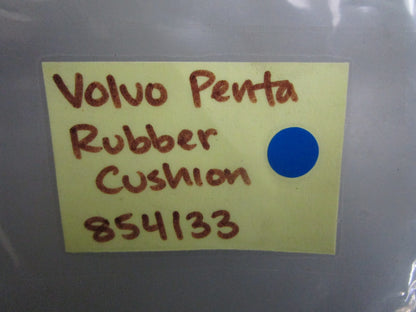 Volvo Penta
Rubber
Cushion
854133